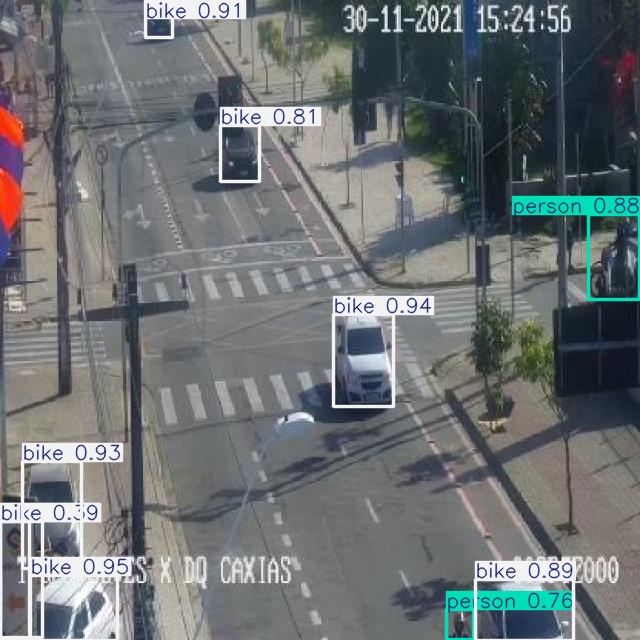 bike 0.91
30-11-2021 15:24:56
bike 0.81
person 0.88
bike 0.94
bike 0.93
bike 0.39
bike 0.95
X DQ CAXIAS
bike 0.89
person 0.76